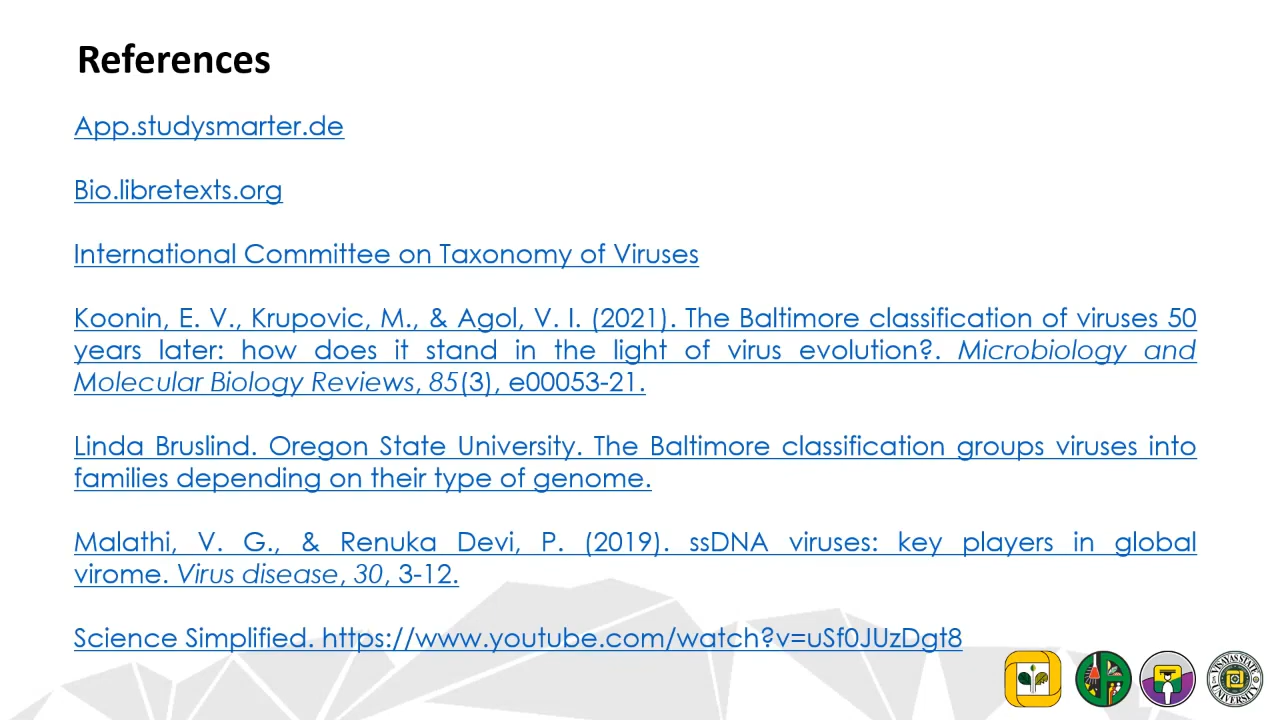 References
App.studysmarter.de
Bio.libretexts.org
International Committee on Taxonomy of Viruses
Koonin, E. V., Krupovic, M., & Agol, V. I. (2021). The Baltimore classification of viruses 50
years later: how does it stand in the light of virus evolution?. Microbiology and
Molecular Biology Reviews, 85(3), e00053-21.
Linda Bruslind. Oregon State University. The Baltimore classification groups viruses into
families depending on their type of genome.
Malathi, V. G., & Renuka Devi, P. (2019). ssDNA viruses: key players in global
virome. Virus disease, 30, 3-12.
Science Simplified. https://www.youtube.com/watch?v=uSf0JUzDgt8
VISAYAS STATE
UNIVERSITY